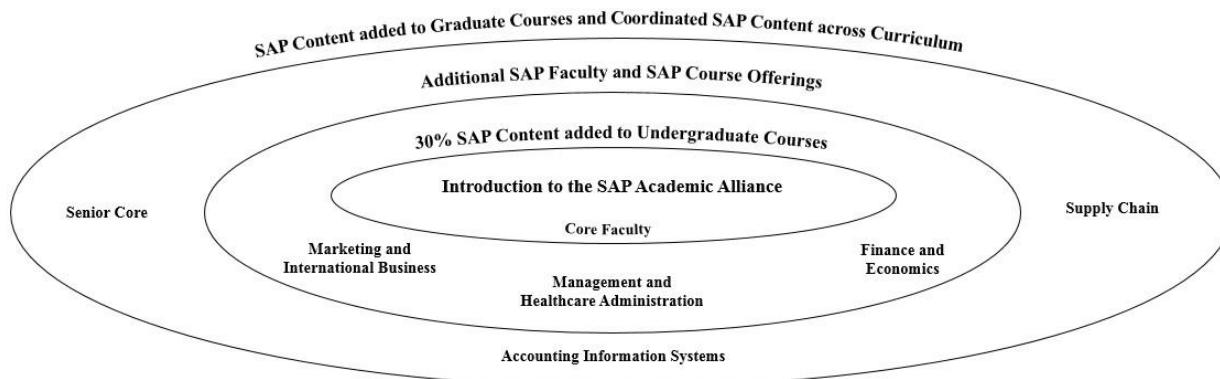 SAP Content added to Graduate Courses and Coordinated SAP Content across Curriculum
Additional SAP Faculty and SAP Course Offerings
30% SAP Content added to Undergraduate Courses
Introduction to the SAP Academic Alliance
Core Faculty
Senior Core
Supply Chain
Marketing and
International Business
Finance and
Economics
Management and
Healthcare Administration
Accounting Information Systems